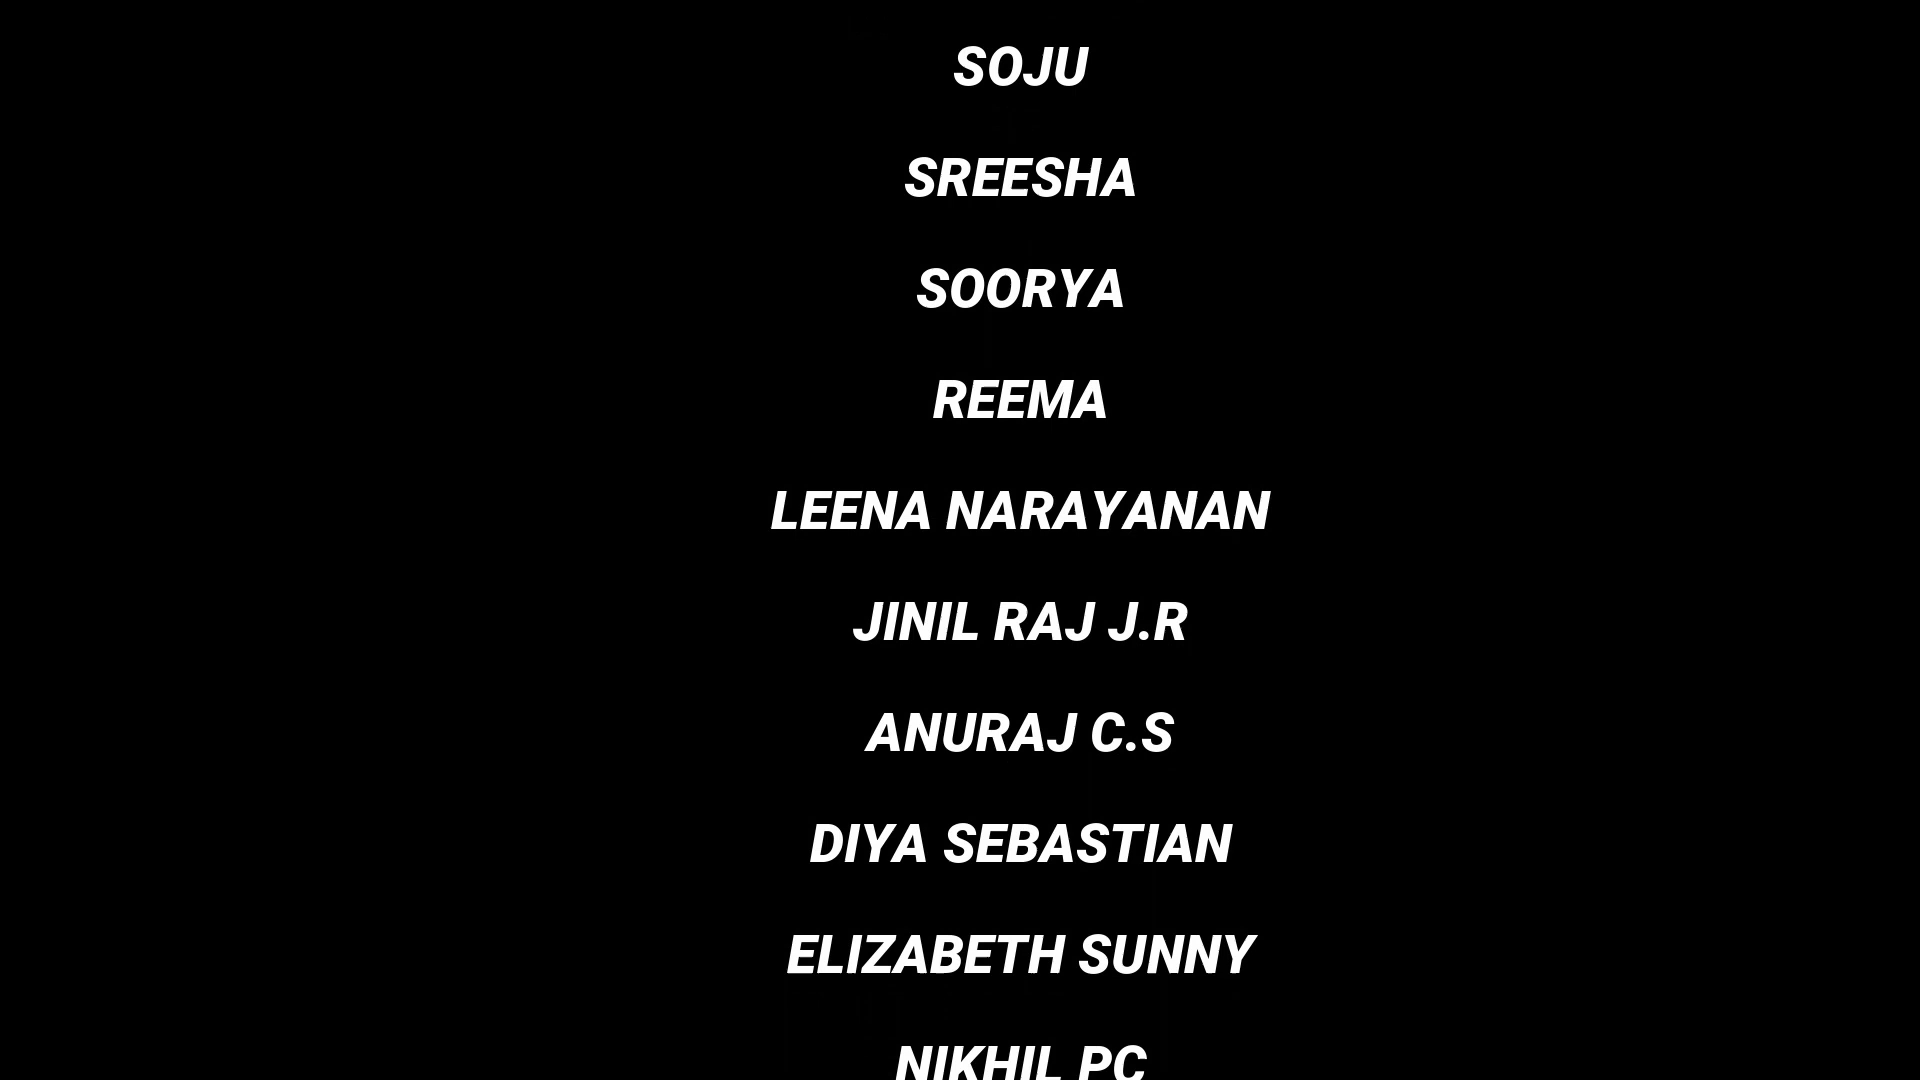 SOJU
SREESHA
SOORYA
REEMA
LEENA NARAYANAN
JINIL RAJ J.R
ANURAJ C.S
DIYA SEBASTIAN
ELIZABETH SUNNY
NIKHIL PC